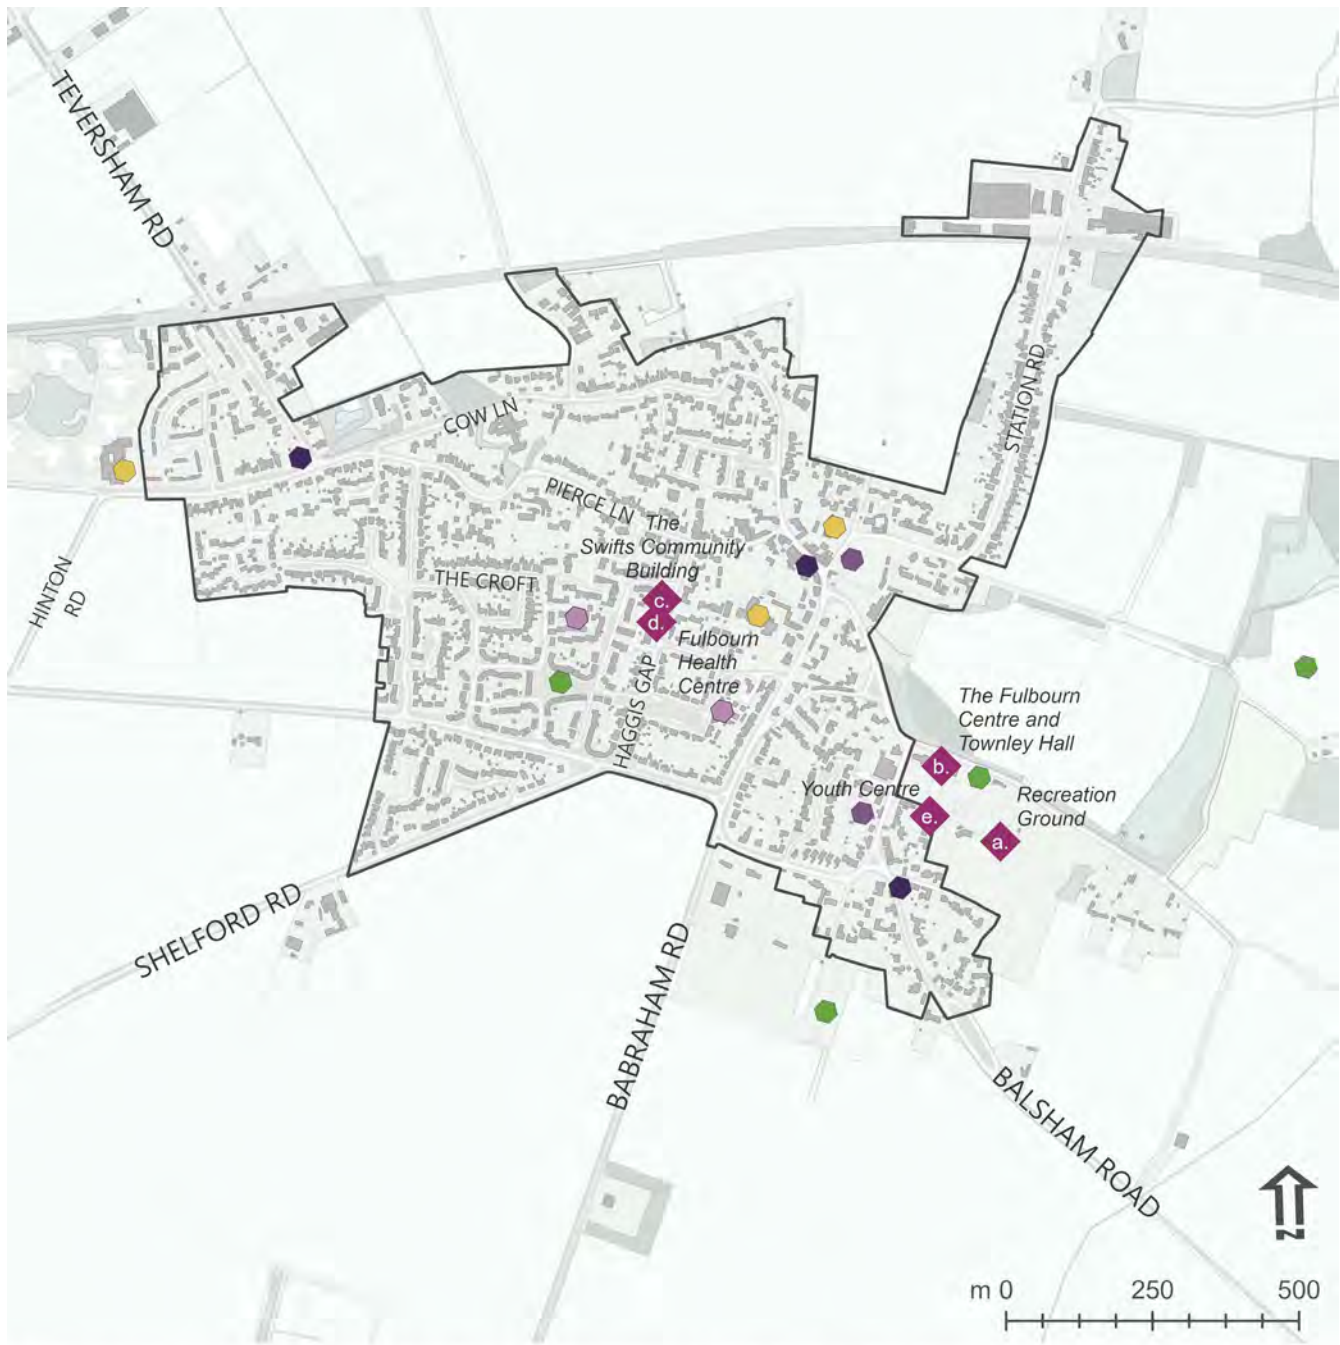 TEVERSHAM RD
STATION RD
COW LN
PIERCE LN
The
Swifts Community
Building
THE CROFT
HINTON
RD
c.
d.
Fulbourn
Health
Centre
HAGGIS GAP
The Fulbourn
Centre and
Townley Hall
b.
Youth Centre
Recreation
Ground
e.
a.
SHELFORD RD
BABRAHAM RD
BALSHAM ROAD
N
m 0 250 500